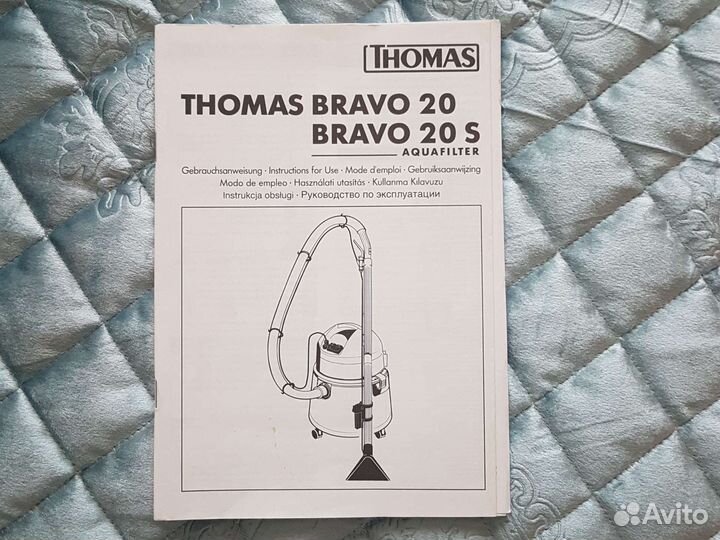 THOMAS
THOMAS BRAVO 20
BRAVO 20 S
AQUAFILTER
Gebrauchsanweisung · Instructions for Use · Mode d'emploi · Gebruiksaanwijzing
Modo de empleo · Használati utasítás · Kullanma Kılavuzu
Instrukcja obsługi · Руководство по эксплуатации
Avito